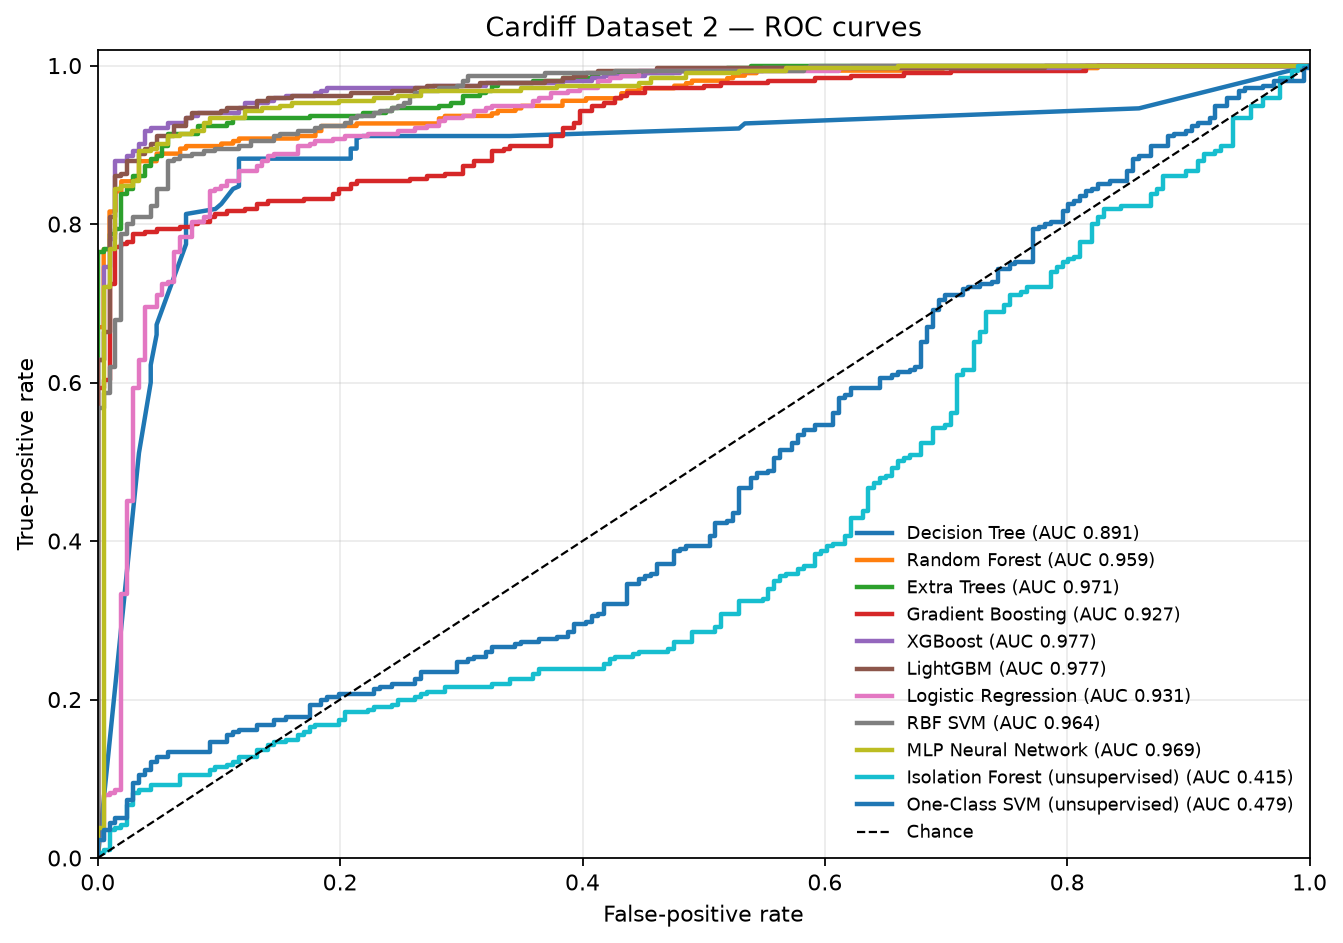 Cardiff Dataset 2 — ROC curves
True-positive rate
1.0
0.8
0.6
0.4
0.2
0.0
Decision Tree (AUC 0.891)
Random Forest (AUC 0.959)
Extra Trees (AUC 0.971)
Gradient Boosting (AUC 0.927)
XGBoost (AUC 0.977)
LightGBM (AUC 0.977)
Logistic Regression (AUC 0.931)
RBF SVM (AUC 0.964)
MLP Neural Network (AUC 0.969)
Isolation Forest (unsupervised) (AUC 0.415)
One-Class SVM (unsupervised) (AUC 0.479)
Chance
0.0 0.2 0.4 0.6 0.8 1.0
False-positive rate